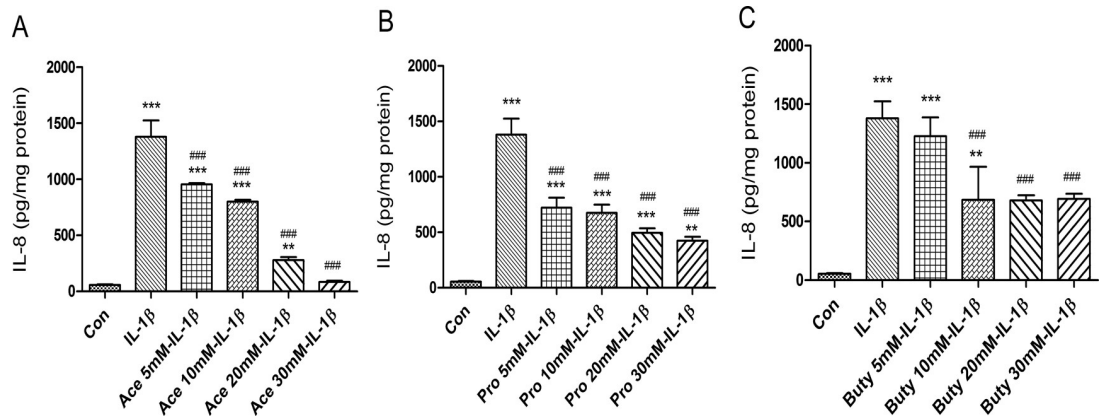 A
IL-8 (pg/mg protein)
2000
1500
1000
500
0
***
###
***
###
***
###
**
###
Con
IL-1β
Ace 5mM-IL-1β
Ace 10mM-IL-1β
Ace 20mM-IL-1β
Ace 30mM-IL-1β
B
IL-8 (pg/mg protein)
2000
1500
1000
500
0
***
###
***
###
***
###
***
###
**
Con
IL-1β
Pro 5mM-IL-1β
Pro 10mM-IL-1β
Pro 20mM-IL-1β
Pro 30mM-IL-1β
C
IL-8 (pg/mg protein)
2000
1500
1000
500
0
***
***
###
**
###
###
Con
IL-1β
Buty 5mM-IL-1β
Buty 10mM-IL-1β
Buty 20mM-IL-1β
Buty 30mM-IL-1β